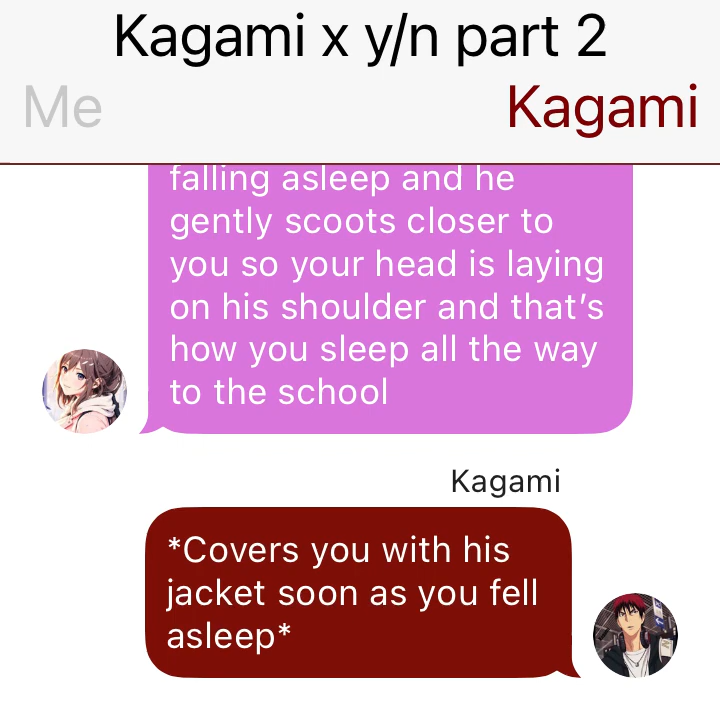 Kagami x y/n part 2
Me
Kagami
falling asleep and he
gently scoots closer to
you so your head is laying
on his shoulder and that’s
how you sleep all the way
to the school
Kagami
*Covers you with his
jacket soon as you fell
asleep*